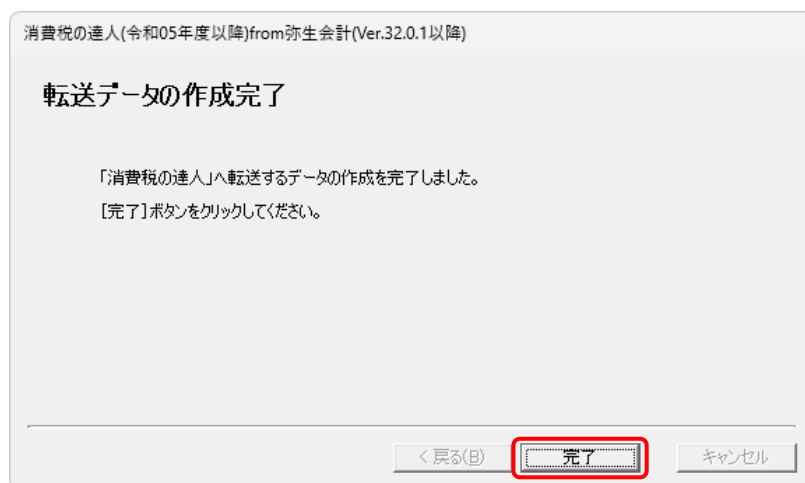 消費税の達人(令和05年度以降)from弥生会計(Ver.32.0.1以降)
転送データの作成完了
「消費税の達人」へ転送するデータの作成を完了しました。
[完了]ボタンをクリックしてください。
< 戻る(B) 完了 キャンセル